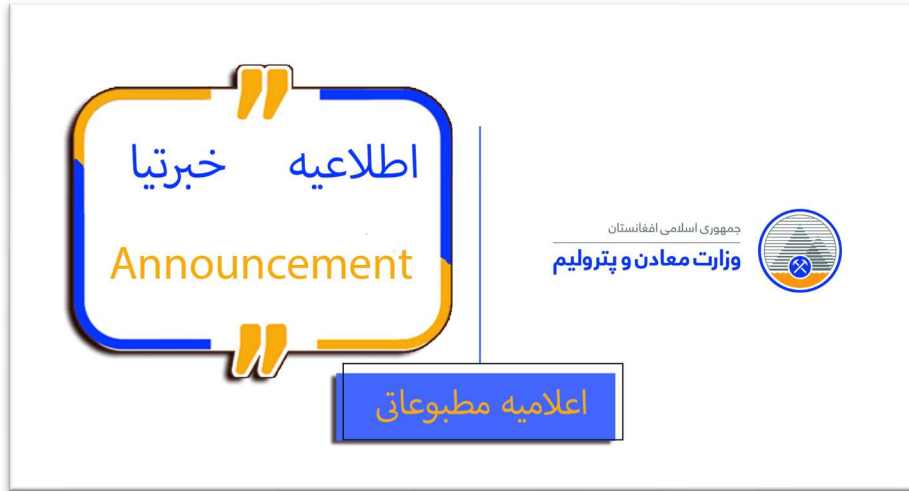 اطلاعیه خبرتیا
Announcement
جمهوری اسلامی افغانستان
وزارت معادن و پترولیم
اعلامیه مطبوعاتی